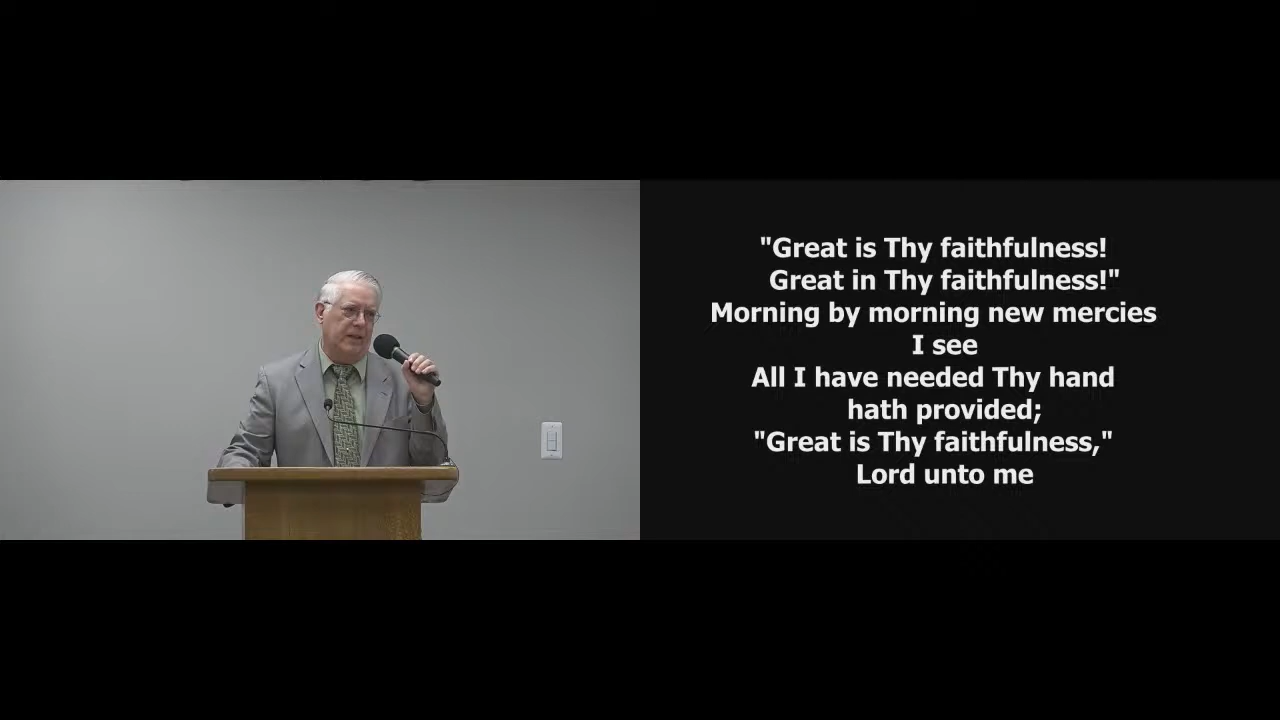 "Great is Thy faithfulness!
Great in Thy faithfulness!"
Morning by morning new mercies
I see
All I have needed Thy hand
hath provided;
"Great is Thy faithfulness,"
Lord unto me